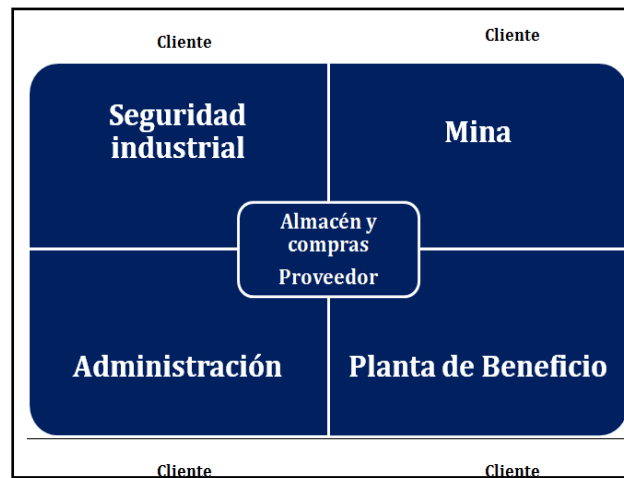 Cliente
Cliente
Seguridad
industrial
Mina
Almacén y
compras
Proveedor
Administración
Planta de Beneficio
Cliente
Cliente